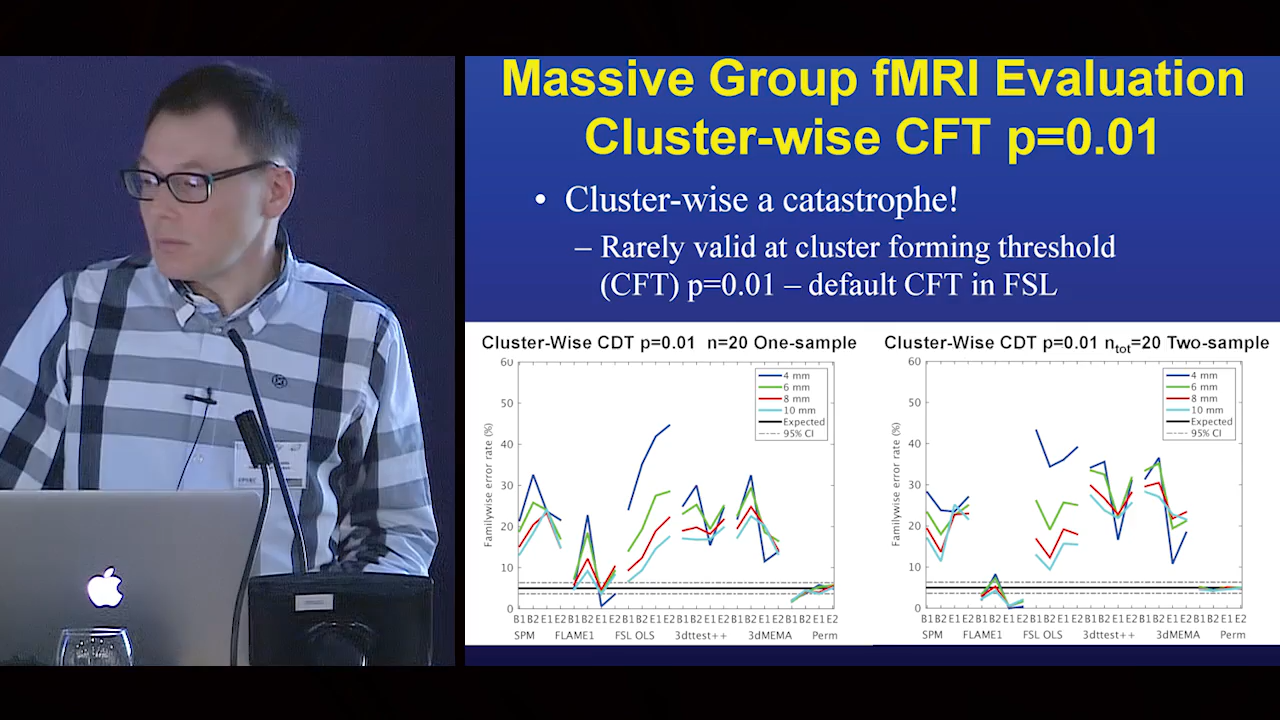 Massive Group fMRI Evaluation
Cluster-wise CFT p=0.01
• Cluster-wise a catastrophe!
– Rarely valid at cluster forming threshold
(CFT) p=0.01 – default CFT in FSL
Cluster-Wise CDT p=0.01 n=20 One-sample
Familywise error rate (%)
60
50
40
30
20
10
0
4 mm
6 mm
8 mm
10 mm
Expected
95% CI
B1B2E1E2B1B2E1E2B1B2E1E2B1B2E1E2B1B2E1E2B1B2E1E2
SPM FLAME1 FSL OLS 3dttest++ 3dMEMA Perm
Cluster-Wise CDT p=0.01 ntot=20 Two-sample
Familywise error rate (%)
60
50
40
30
20
10
0
4 mm
6 mm
8 mm
10 mm
Expected
95% CI
B1B2E1E2B1B2E1E2B1B2E1E2B1B2E1E2B1B2E1E2B1B2E1E2
SPM FLAME1 FSL OLS 3dttest++ 3dMEMA Perm